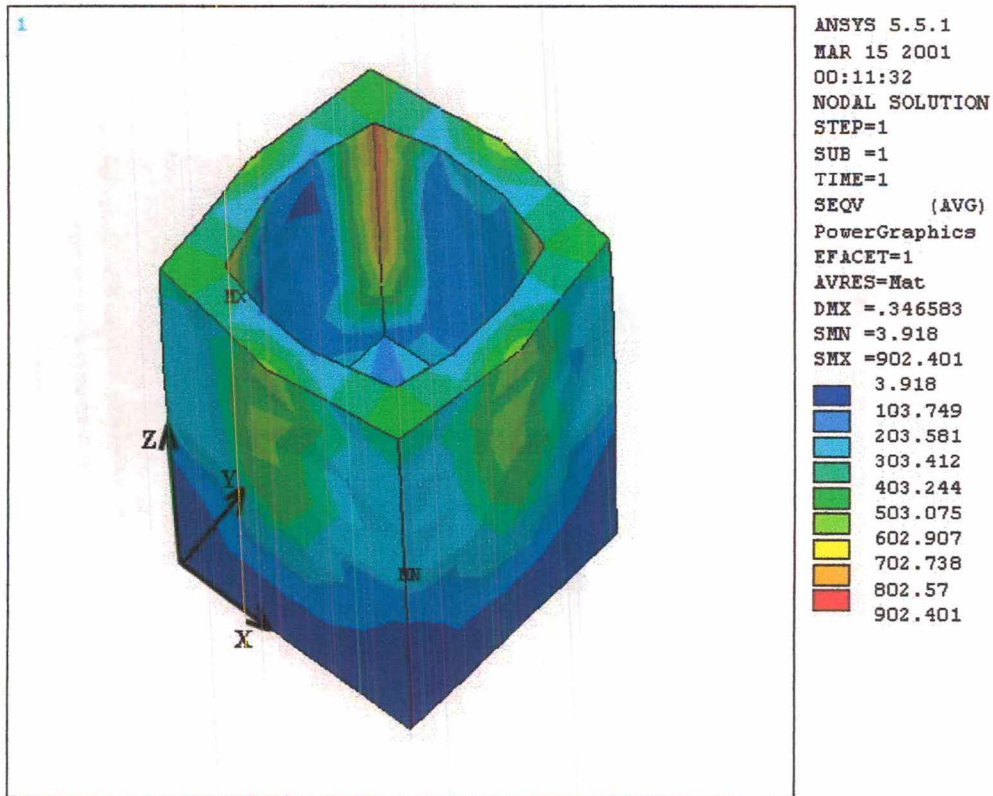 1
ANSYS 5.5.1
MAR 15 2001
00:11:32
NODAL SOLUTION
STEP=1
SUB =1
TIME=1
SEQV (AVG)
PowerGraphics
EFACET=1
AVRES=Mat
DMX =.346583
SMN =3.918
SMX =902.401
3.918
103.749
203.581
303.412
403.244
503.075
602.907
702.738
802.57
902.401
MX
Z
Y
MN
X